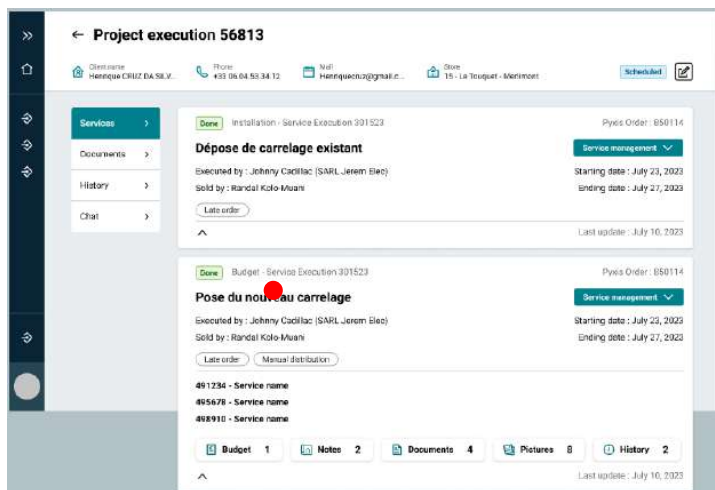 Project execution 56813
Client name
Henrique CRUZ DA SILV...
Phone
+33 06 04 53 34 12
Mail
Henriquecruz@gmail.c...
Store
15 - Le Touquet - Merlimont
Scheduled
Services
Documents
History
Chat
Done Installation - Service Execution 301523
Pyxis Order : 850114
Dépose de carrelage existant
Service management
Executed by : Johnny Cadillac (SARL Jerem Elec)
Starting date : July 23, 2023
Sold by : Randal Kolo-Muani
Ending date : July 27, 2023
Late order
Last update : July 10, 2023
Done Budget - Service Execution 301523
Pyxis Order : 850114
Pose du nouveau carrelage
Service management
Executed by : Johnny Cadillac (SARL Jerem Elec)
Starting date : July 23, 2023
Sold by : Randal Kolo-Muani
Ending date : July 27, 2023
Late order Manual distribution
491234 - Service name
495678 - Service name
498910 - Service name
Budget 1 Notes 2 Documents 4 Pictures 8 History 2
Last update : July 10, 2023